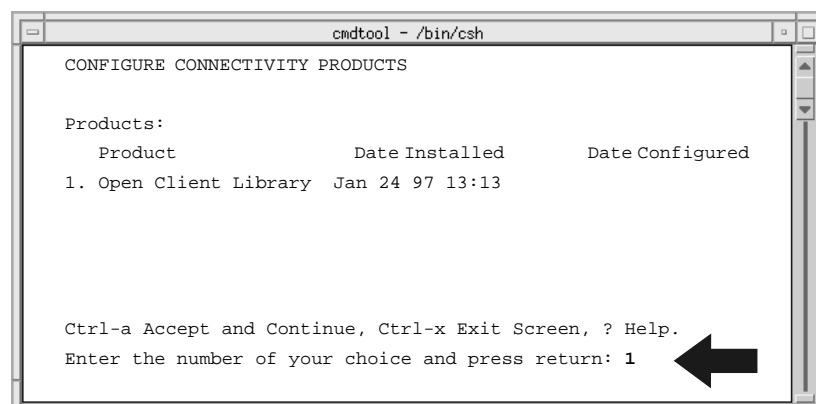 cmdtool - /bin/csh
CONFIGURE CONNECTIVITY PRODUCTS
Products:
Product Date Installed Date Configured
1. Open Client Library Jan 24 97 13:13
Ctrl-a Accept and Continue, Ctrl-x Exit Screen, ? Help.
Enter the number of your choice and press return: 1